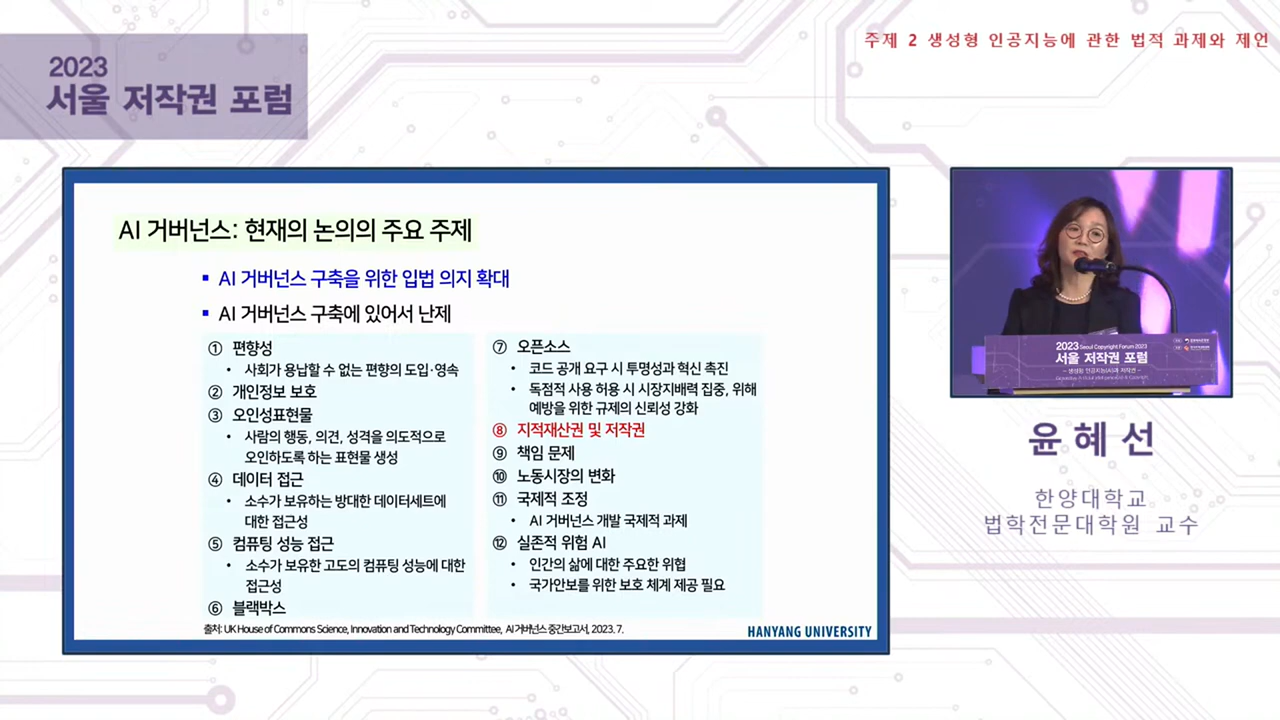 주제 2 생성형 인공지능에 관한 법적 과제와 제언
2023
서울 저작권 포럼
AI 거버넌스: 현재의 논의의 주요 주제
▪ AI 거버넌스 구축을 위한 입법 의지 확대
▪ AI 거버넌스 구축에 있어서 난제
① 편향성
• 사회가 용납할 수 없는 편향의 도입·영속
② 개인정보 보호
③ 오인성표현물
• 사람의 행동, 의견, 성격을 의도적으로
오인하도록 하는 표현물 생성
④ 데이터 접근
• 소수가 보유하는 방대한 데이터세트에
대한 접근성
⑤ 컴퓨팅 성능 접근
• 소수가 보유한 고도의 컴퓨팅 성능에 대한
접근성
⑥ 블랙박스
⑦ 오픈소스
• 코드 공개 요구 시 투명성과 혁신 촉진
• 독점적 사용 허용 시 시장지배력 집중, 위해
예방을 위한 규제의 신뢰성 강화
⑧ 지적재산권 및 저작권
⑨ 책임 문제
⑩ 노동시장의 변화
⑪ 국제적 조정
• AI 거버넌스 개발 국제적 과제
⑫ 실존적 위험 AI
• 인간의 삶에 대한 주요한 위협
• 국가안보를 위한 보호 체계 제공 필요
출처: UK House of Commons Science, Innovation and Technology Committee, AI 거버넌스 중간보고서, 2023. 7.
HANYANG UNIVERSITY
2023 Seoul Copyright Forum 2023
서울 저작권 포럼
- 생성형 인공지능(AI)과 저작권 -
윤혜선
한양대학교
법학전문대학원 교수